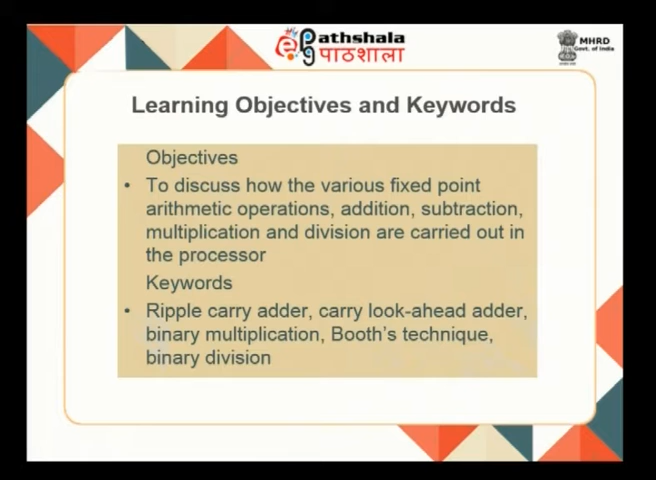 e pg Pathshala
पाठशाला
MHRD
Govt. of India
Learning Objectives and Keywords
Objectives
• To discuss how the various fixed point
arithmetic operations, addition, subtraction,
multiplication and division are carried out in
the processor
Keywords
• Ripple carry adder, carry look-ahead adder,
binary multiplication, Booth's technique,
binary division